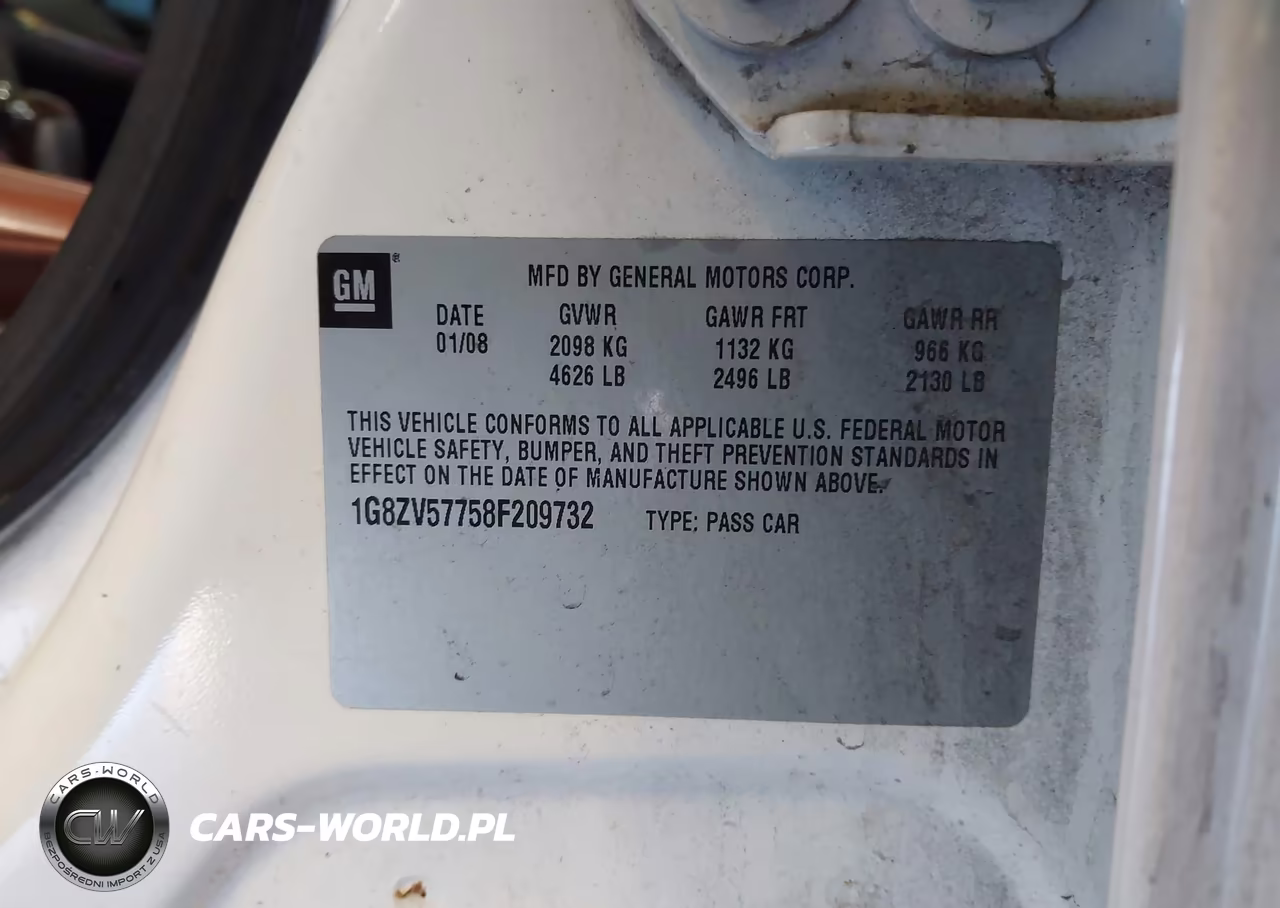 GM®
MFD BY GENERAL MOTORS CORP.
DATE GVWR GAWR FRT GAWR RR
01/08 2098 KG 1132 KG 966 KG
4626 LB 2496 LB 2130 LB
THIS VEHICLE CONFORMS TO ALL APPLICABLE U.S. FEDERAL MOTOR
VEHICLE SAFETY, BUMPER, AND THEFT PREVENTION STANDARDS IN
EFFECT ON THE DATE OF MANUFACTURE SHOWN ABOVE.
1G8ZV57758F209732 TYPE: PASS CAR
CARS-WORLD
CW
BEZPOŚREDNI IMPORT Z USA
CARS-WORLD.PL